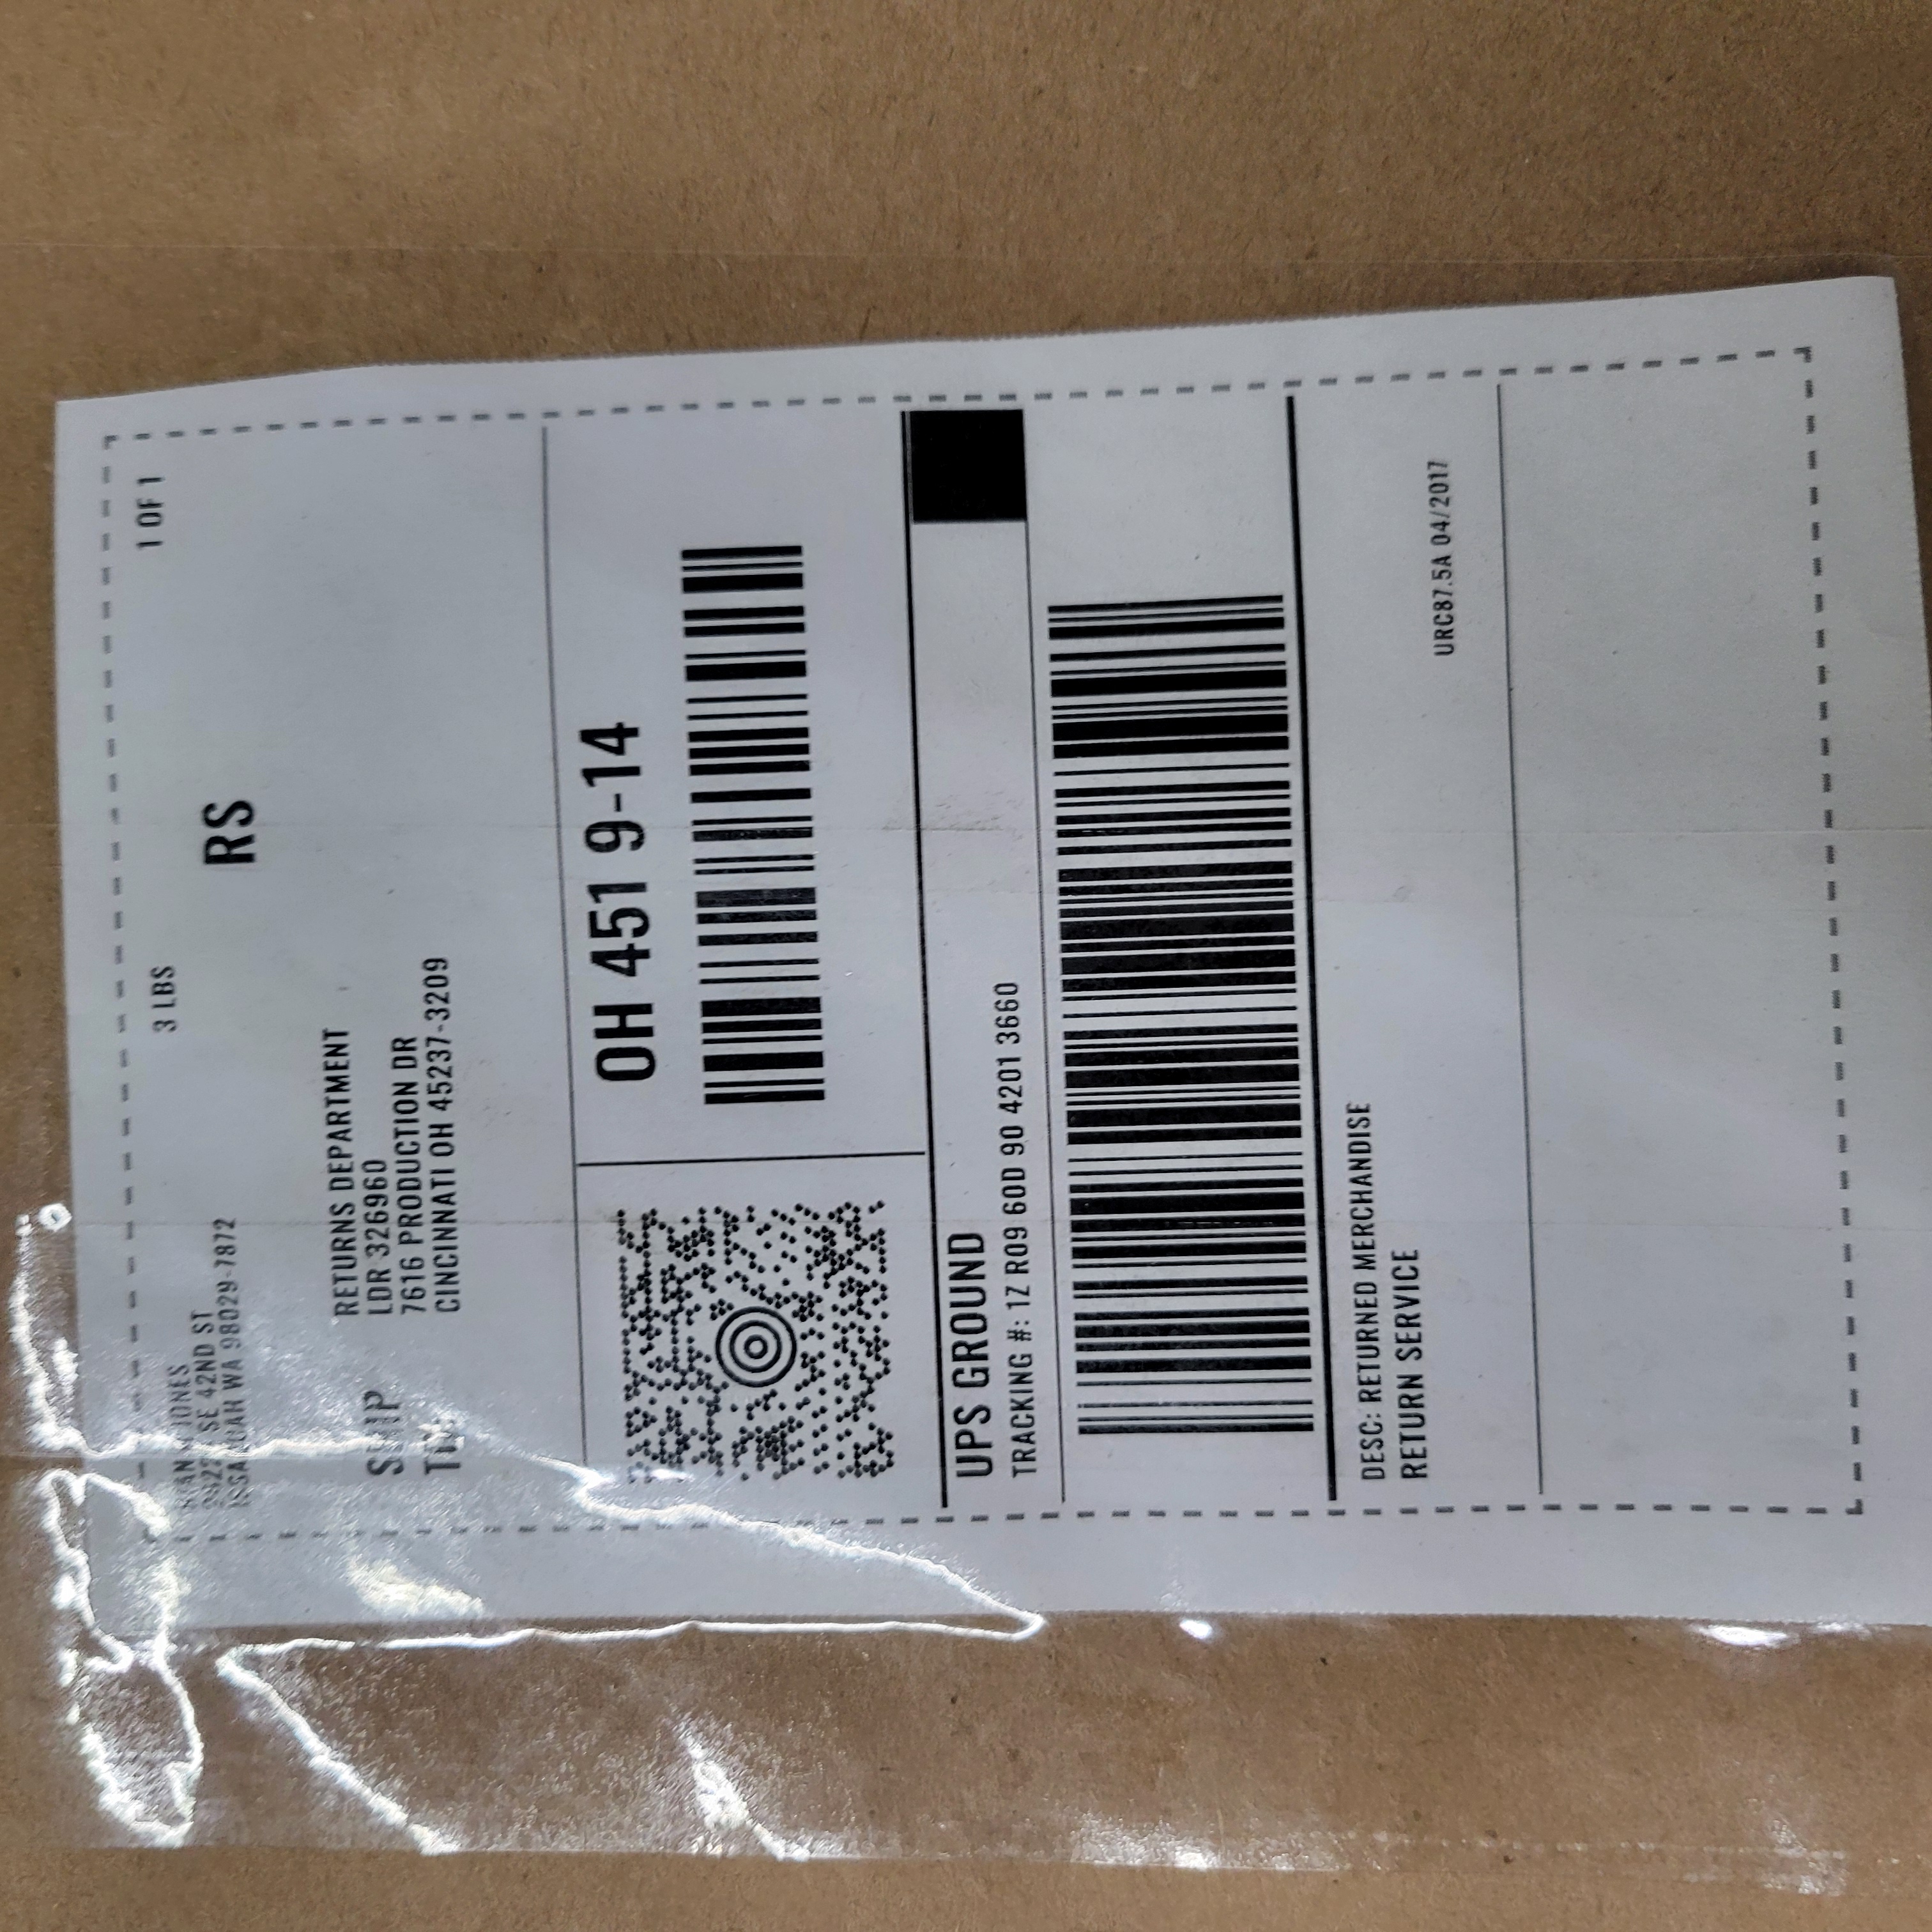 JONES
SE 42ND ST
WA 98029-7872
3 LBS
1 OF 1
RS
SHIP
TO:
RETURNS DEPARTMENT
LDR 326960
7616 PRODUCTION DR
CINCINNATI OH 45237-3209
OH 451 9-14
UPS GROUND
TRACKING #: 1Z R09 60D 90 4201 3660
DESC: RETURNED MERCHANDISE
RETURN SERVICE
URC87.5A 04/2017